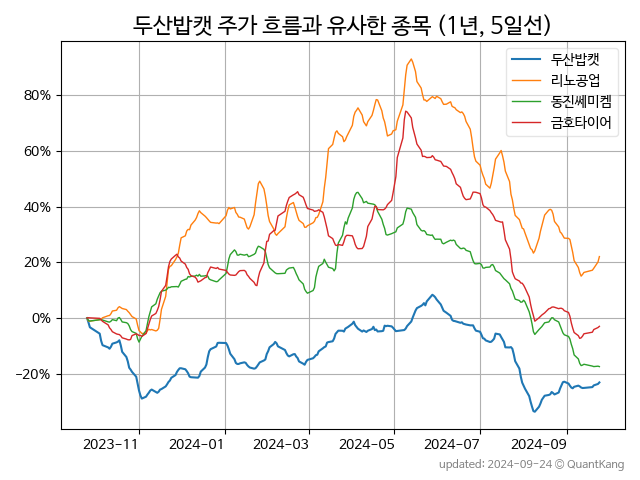 두산밥캣 주가 흐름과 유사한 종목 (1년, 5일선)
두산밥캣
리노공업
동진쎄미켐
금호타이어
80%
60%
40%
20%
0%
−20%
2023−11
2024−01
2024−03
2024−05
2024−07
2024−09
updated: 2024-09-24 © QuantKang